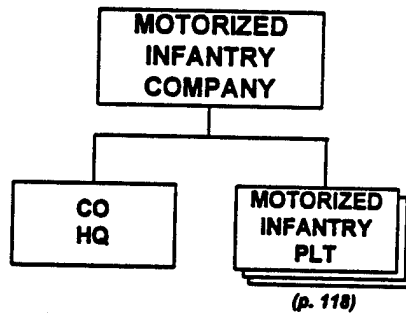 MOTORIZED
INFANTRY
COMPANY
CO
HQ
MOTORIZED
INFANTRY
PLT
(p. 118)